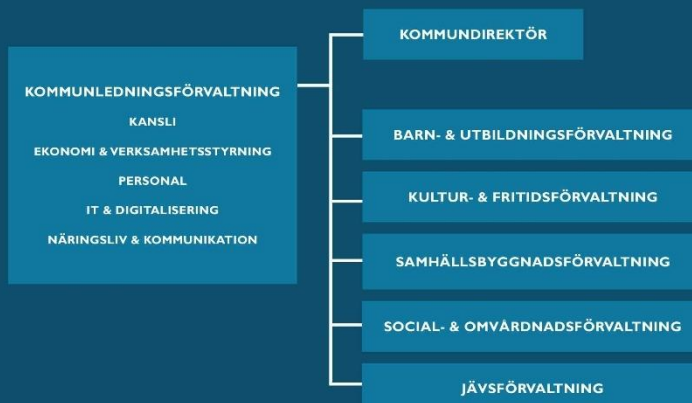 KOMMUNLEDNINGSFÖRVALTNING
KANSLI
EKONOMI & VERKSAMHETSSTYRNING
PERSONAL
IT & DIGITALISERING
NÄRINGSLIV & KOMMUNIKATION
KOMMUNDIREKTÖR
BARN- & UTBILDNINGSFÖRVALTNING
KULTUR- & FRITIDSFÖRVALTNING
SAMHÄLLSBYGGNADSFÖRVALTNING
SOCIAL- & OMVÅRDNADSFÖRVALTNING
JÄVSFÖRVALTNING